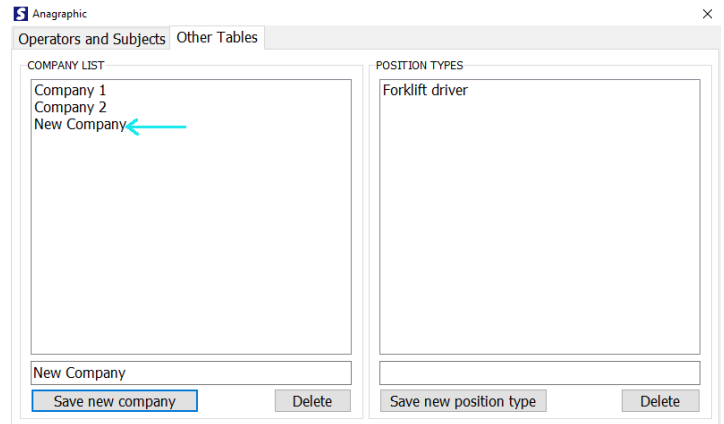 Anagraphic
Operators and Subjects Other Tables
COMPANY LIST
Company 1
Company 2
New Company
New Company
Save new company Delete
POSITION TYPES
Forklift driver
Save new position type Delete